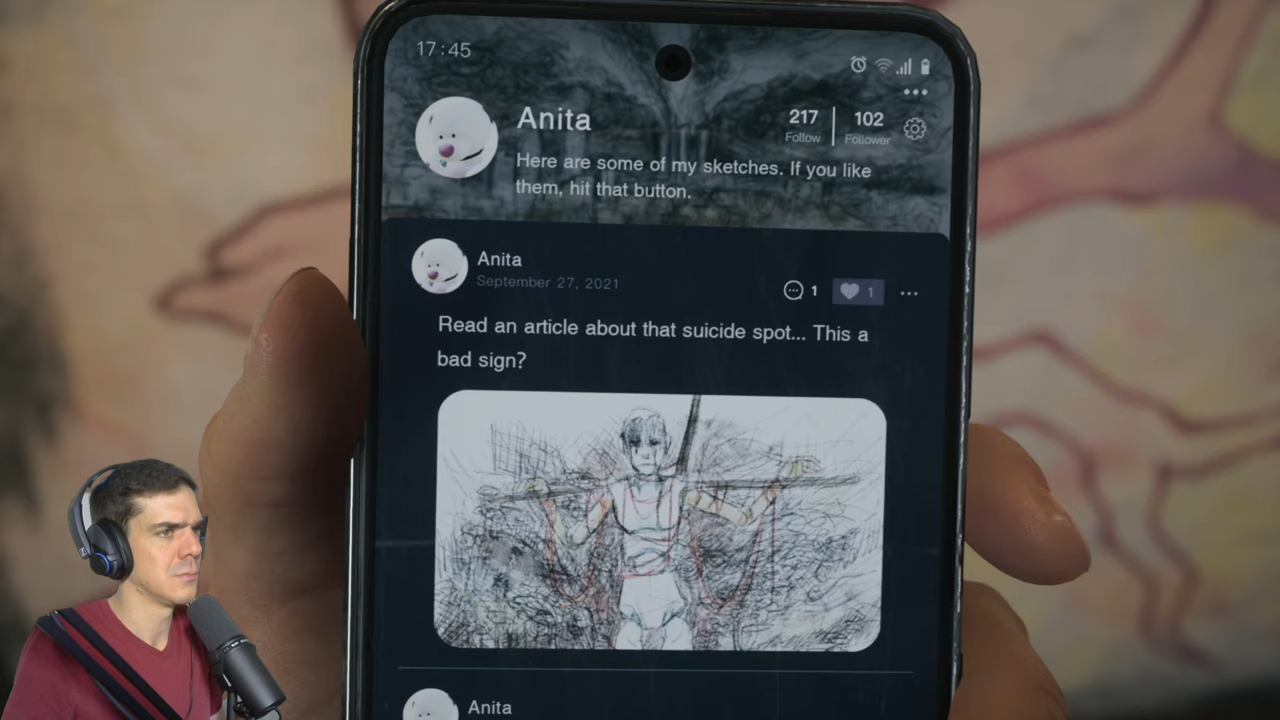 17:45
Anita
217
102
Follow
Follower
Here are some of my sketches. If you like
them, hit that button.
Anita
September 27, 2021
1
1
Read an article about that suicide spot... This a
bad sign?
Anita